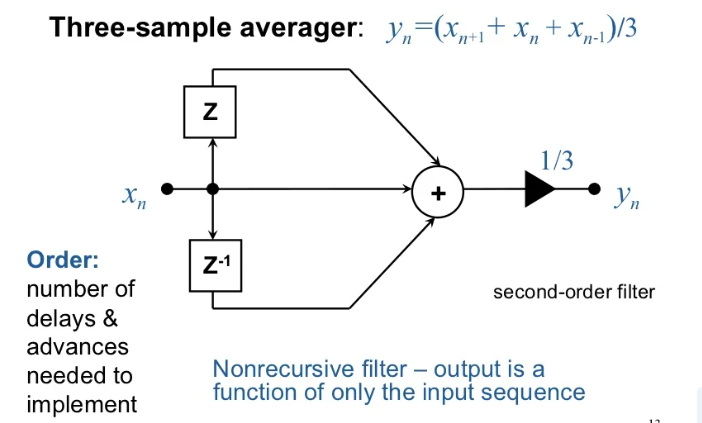 Three-sample averager: yₙ=(xₙ₊₁+ xₙ + xₙ₋₁)/3
Z
1/3
+
xₙ
yₙ
Z⁻¹
Order:
number of
delays &
advances
needed to
implement
second-order filter
Nonrecursive filter – output is a
function of only the input sequence